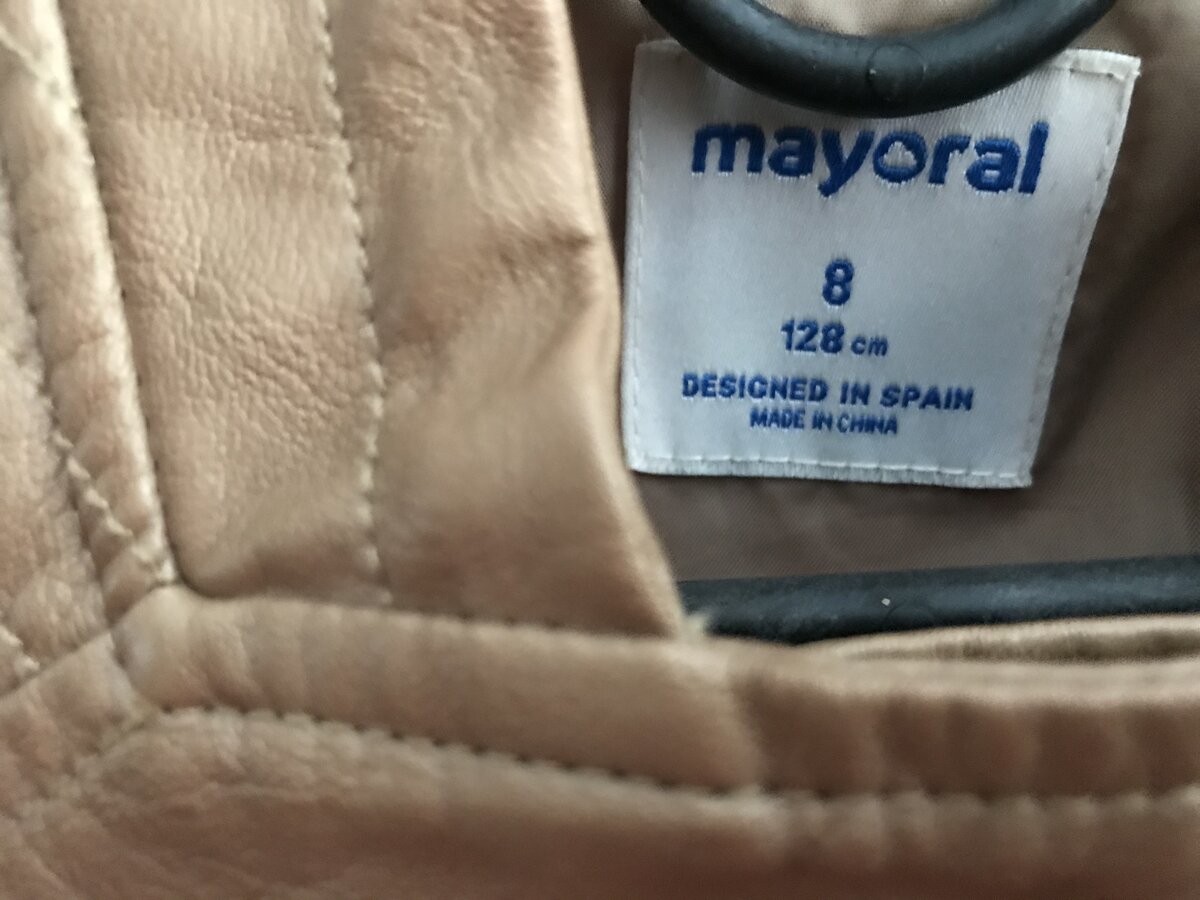 mayoral
8
128 cm
DESIGNED IN SPAIN
MADE IN CHINA